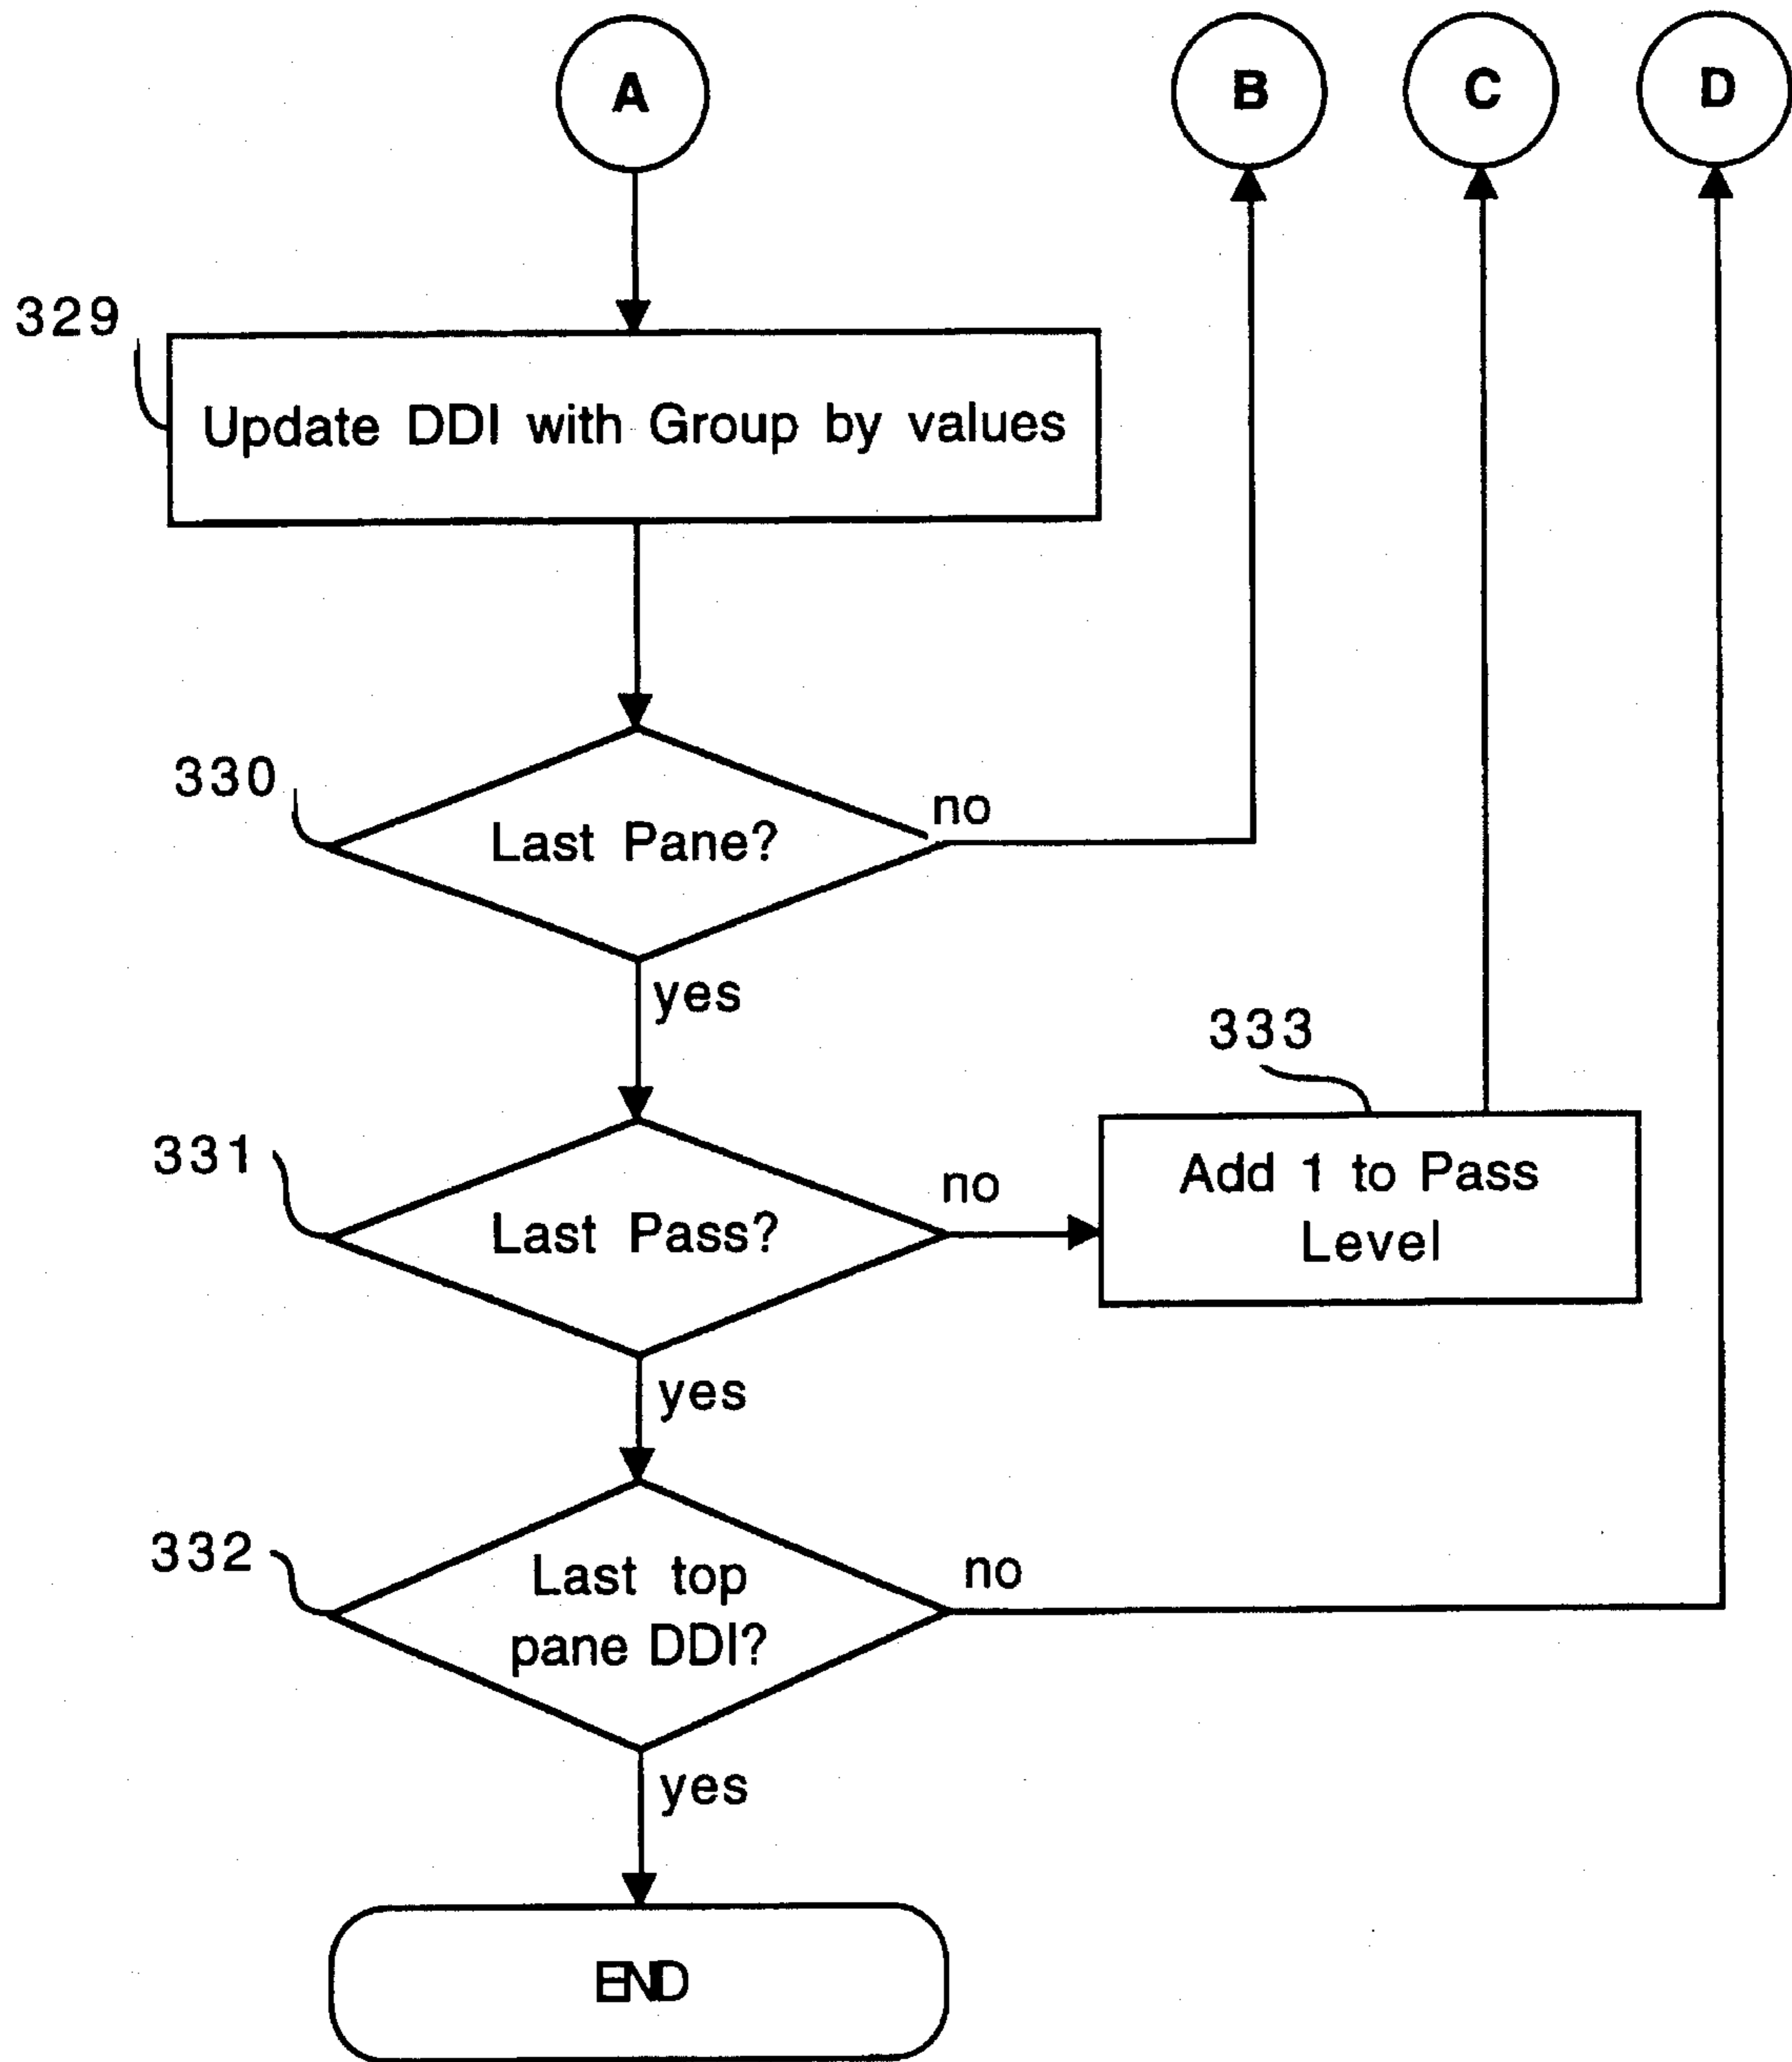 A
B
C
D
329
Update DDI with Group by values
330
Last Pane?
no
yes
333
331
Last Pass?
no
Add 1 to Pass
Level
yes
332
Last top
pane DDI?
no
yes
END